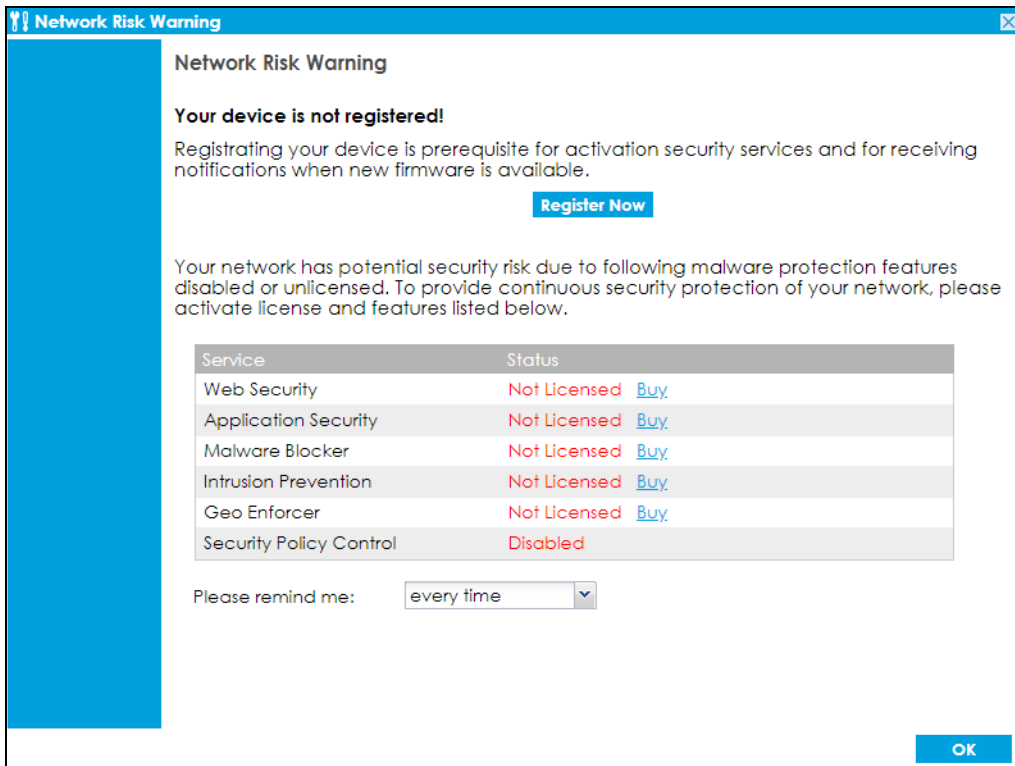 Network Risk Warning
Network Risk Warning
Your device is not registered!
Registrating your device is prerequisite for activation security services and for receiving
notifications when new firmware is available.
Register Now
Your network has potential security risk due to following malware protection features
disabled or unlicensed. To provide continuous security protection of your network, please
activate license and features listed below.
Service Status
Web Security Not Licensed Buy
Application Security Not Licensed Buy
Malware Blocker Not Licensed Buy
Intrusion Prevention Not Licensed Buy
Geo Enforcer Not Licensed Buy
Security Policy Control Disabled
Please remind me: every time
OK